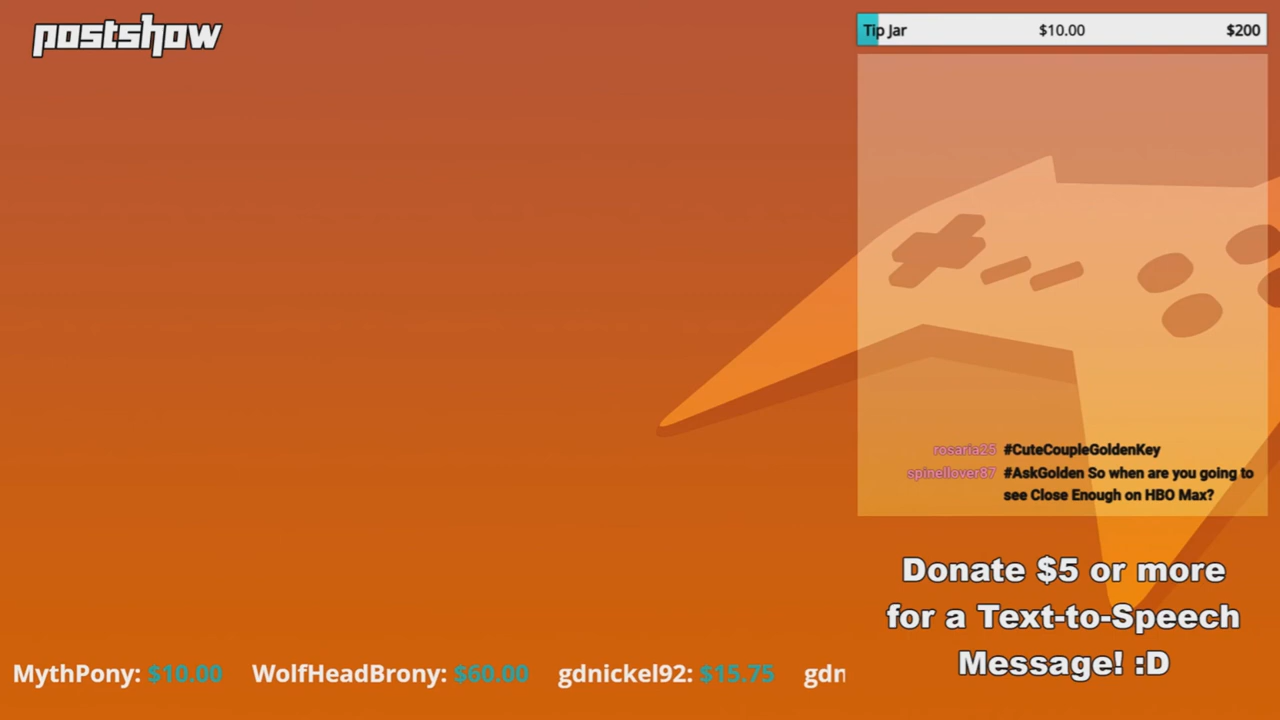 postshow
Tip Jar $10.00 $200
rosaria25 #CuteCoupleGoldenKey
spinellover87 #AskGolden So when are you going to
see Close Enough on HBO Max?
Donate $5 or more
for a Text-to-Speech
Message! :D
MythPony: $10.00 WolfHeadBrony: $60.00 gdnickel92: $15.75 gdn